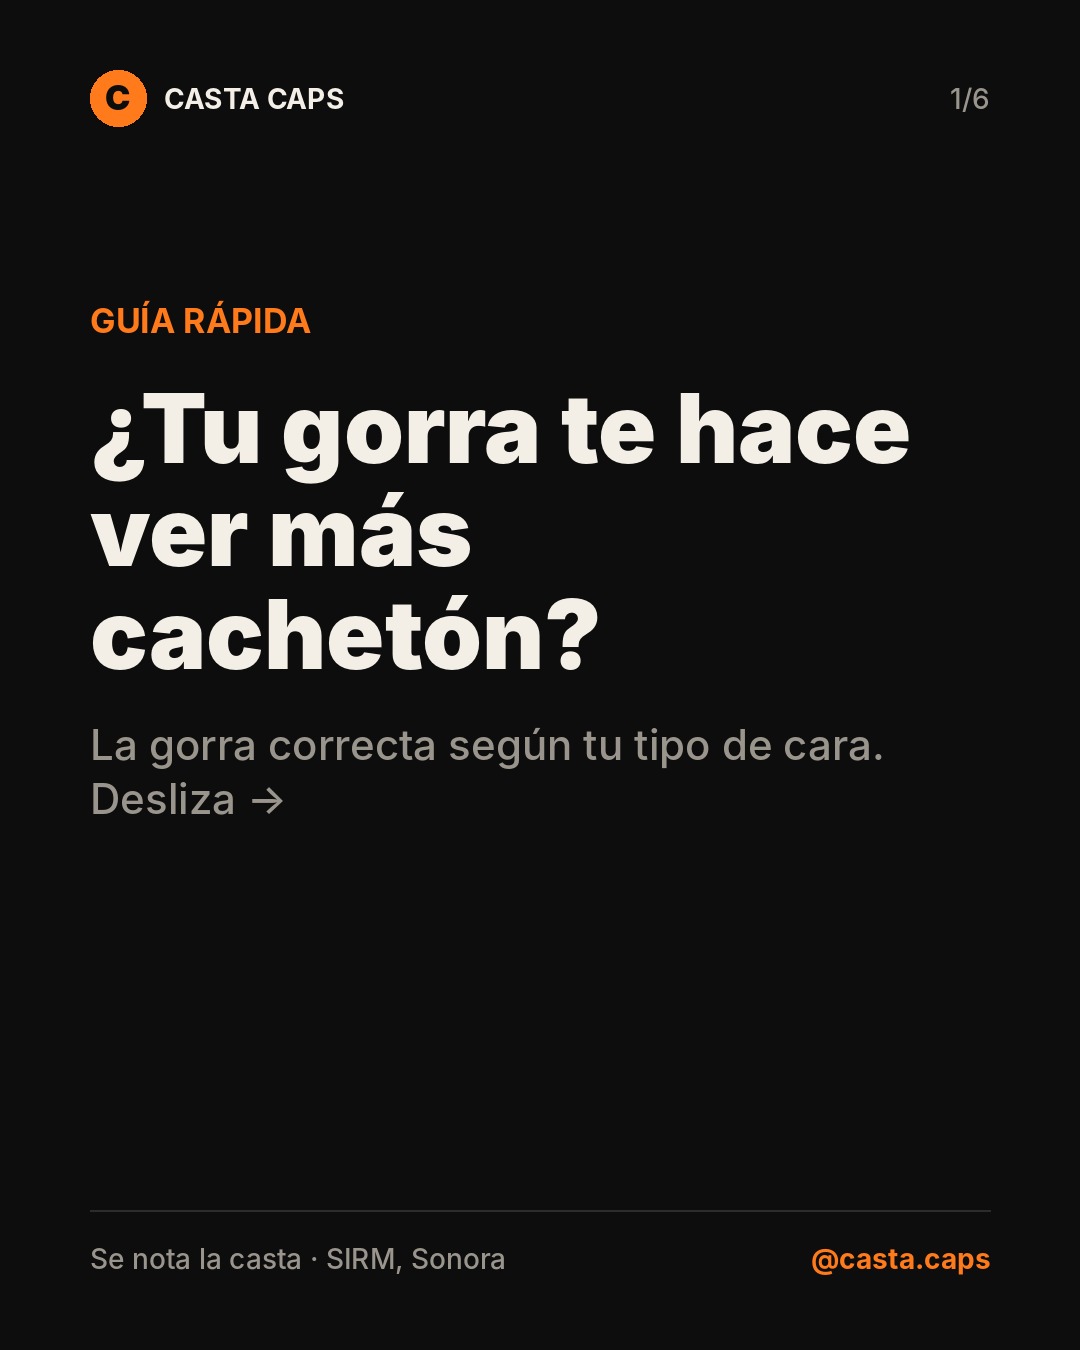 C CASTA CAPS
1/6
GUÍA RÁPIDA
¿Tu gorra te hace
ver más
cachetón?
La gorra correcta según tu tipo de cara.
Desliza →
Se nota la casta · SIRM, Sonora
@casta.caps